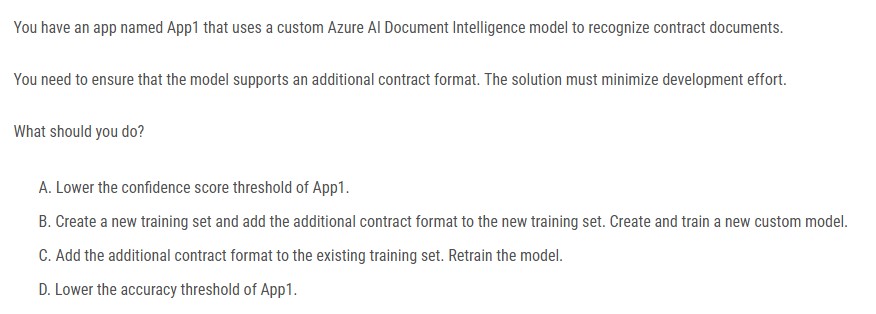 You have an app named App1 that uses a custom Azure AI Document Intelligence model to recognize contract documents.
You need to ensure that the model supports an additional contract format. The solution must minimize development effort.
What should you do?
A. Lower the confidence score threshold of App1.
B. Create a new training set and add the additional contract format to the new training set. Create and train a new custom model.
C. Add the additional contract format to the existing training set. Retrain the model.
D. Lower the accuracy threshold of App1.